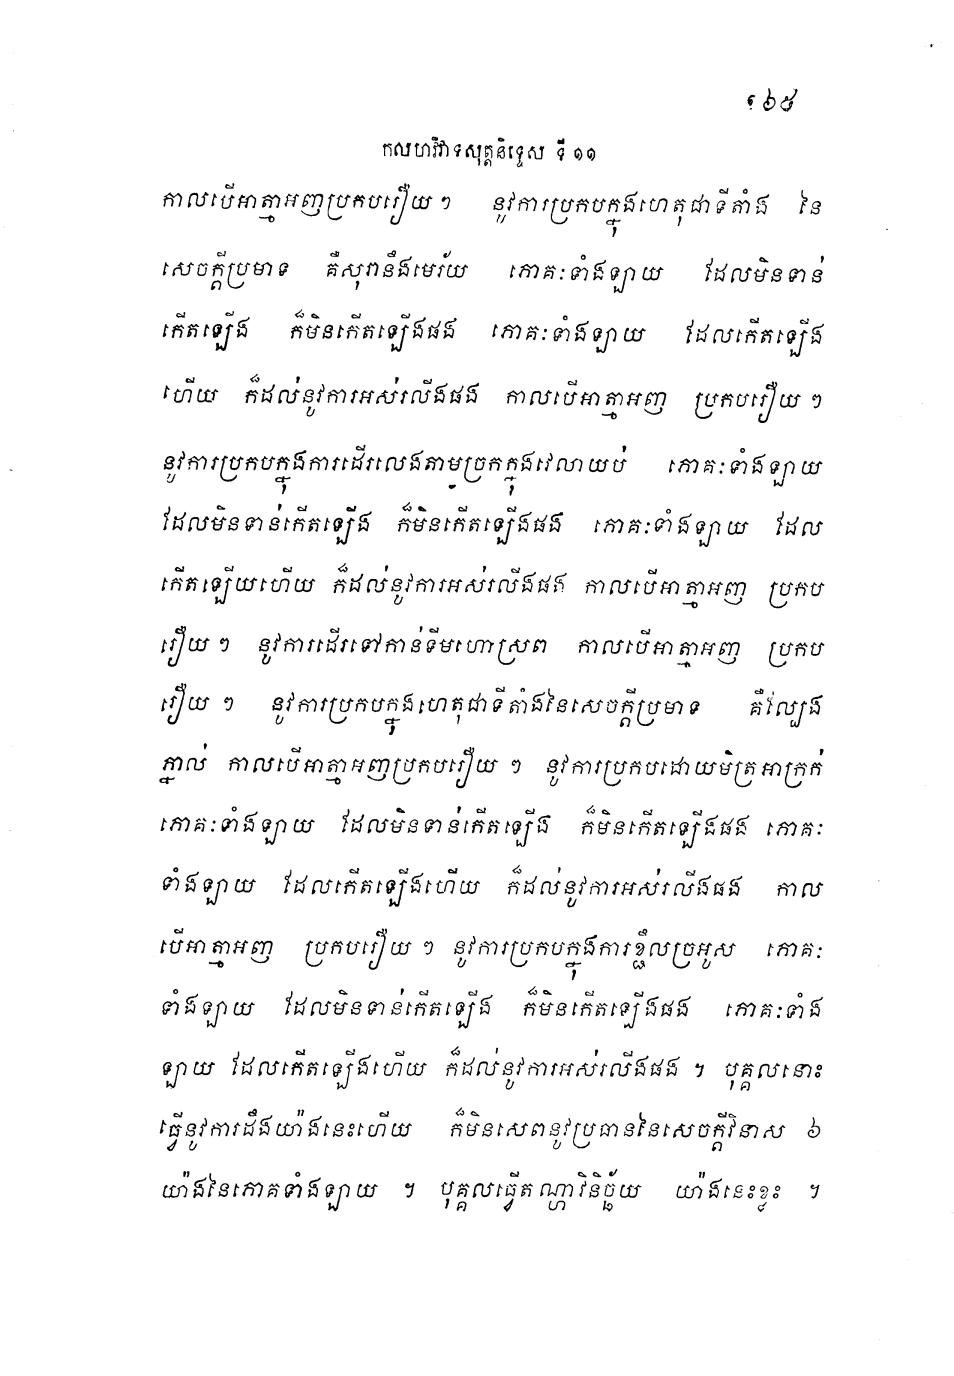 ១៦៥
កលហវិវាទសុត្តនិទ្ទេស ទី ១១
កាលបើអាត្មាអញប្រកបរឿយ ៗ នូវការប្រកបក្នុងហេតុជាទីតាំង នៃ
សេចក្តីប្រមាទ គឺសុរានឹងមេរ័យ ភោគៈទាំងឡាយ ដែលមិនទាន់
កើតឡើង ក៏មិនកើតឡើងផង ភោគៈទាំងឡាយ ដែលកើតឡើង
ហើយ ក៏ដល់នូវការអស់រលីងផង កាលបើអាត្មាអញ ប្រកបរឿយ ៗ
នូវការប្រកបក្នុងការដើរលេងតាមច្រកក្នុងវេលាយប់ ភោគៈទាំងឡាយ
ដែលមិនទាន់កើតឡើង ក៏មិនកើតឡើងផង ភោគៈទាំងឡាយ ដែល
កើតឡើយហើយ ក៏ដល់នូវការអស់រលីងផង កាលបើអាត្មាអញ ប្រកប
រឿយ ៗ នូវការដើរទៅកាន់ទីមហោស្រព កាលបើអាត្មាអញ ប្រកប
រឿយ ៗ នូវការប្រកបក្នុងហេតុជាទីតាំងនៃសេចក្តីប្រមាទ គឺល្បែង
ភ្នាល់ កាលបើអាត្មាអញប្រកបរឿយ ៗ នូវការប្រកបដោយមិត្រអាក្រក់
ភោគៈទាំងឡាយ ដែលមិនទាន់កើតឡើង ក៏មិនកើតឡើងផង ភោគៈ
ទាំងឡាយ ដែលកើតឡើងហើយ ក៏ដល់នូវការអស់រលីងផង កាល
បើអាត្មាអញ ប្រកបរឿយ ៗ នូវការប្រកបក្នុងការខ្ជិលច្រអូស ភោគៈ
ទាំងឡាយ ដែលមិនទាន់កើតឡើង ក៏មិនកើតឡើងផង ភោគៈទាំង
ឡាយ ដែលកើតឡើងហើយ ក៏ដល់នូវការអស់រលីងផង ។ បុគ្គលនោះ
ធ្វើនូវការដឹងយ៉ាងនេះហើយ ក៏មិនសេពនូវប្រធាននៃសេចក្តីវិនាស ៦
យ៉ាងនៃភោគទាំងឡាយ ។ បុគ្គលធ្វើតណ្ហាវិនិច្ឆ័យ យ៉ាងនេះខ្លះ ។